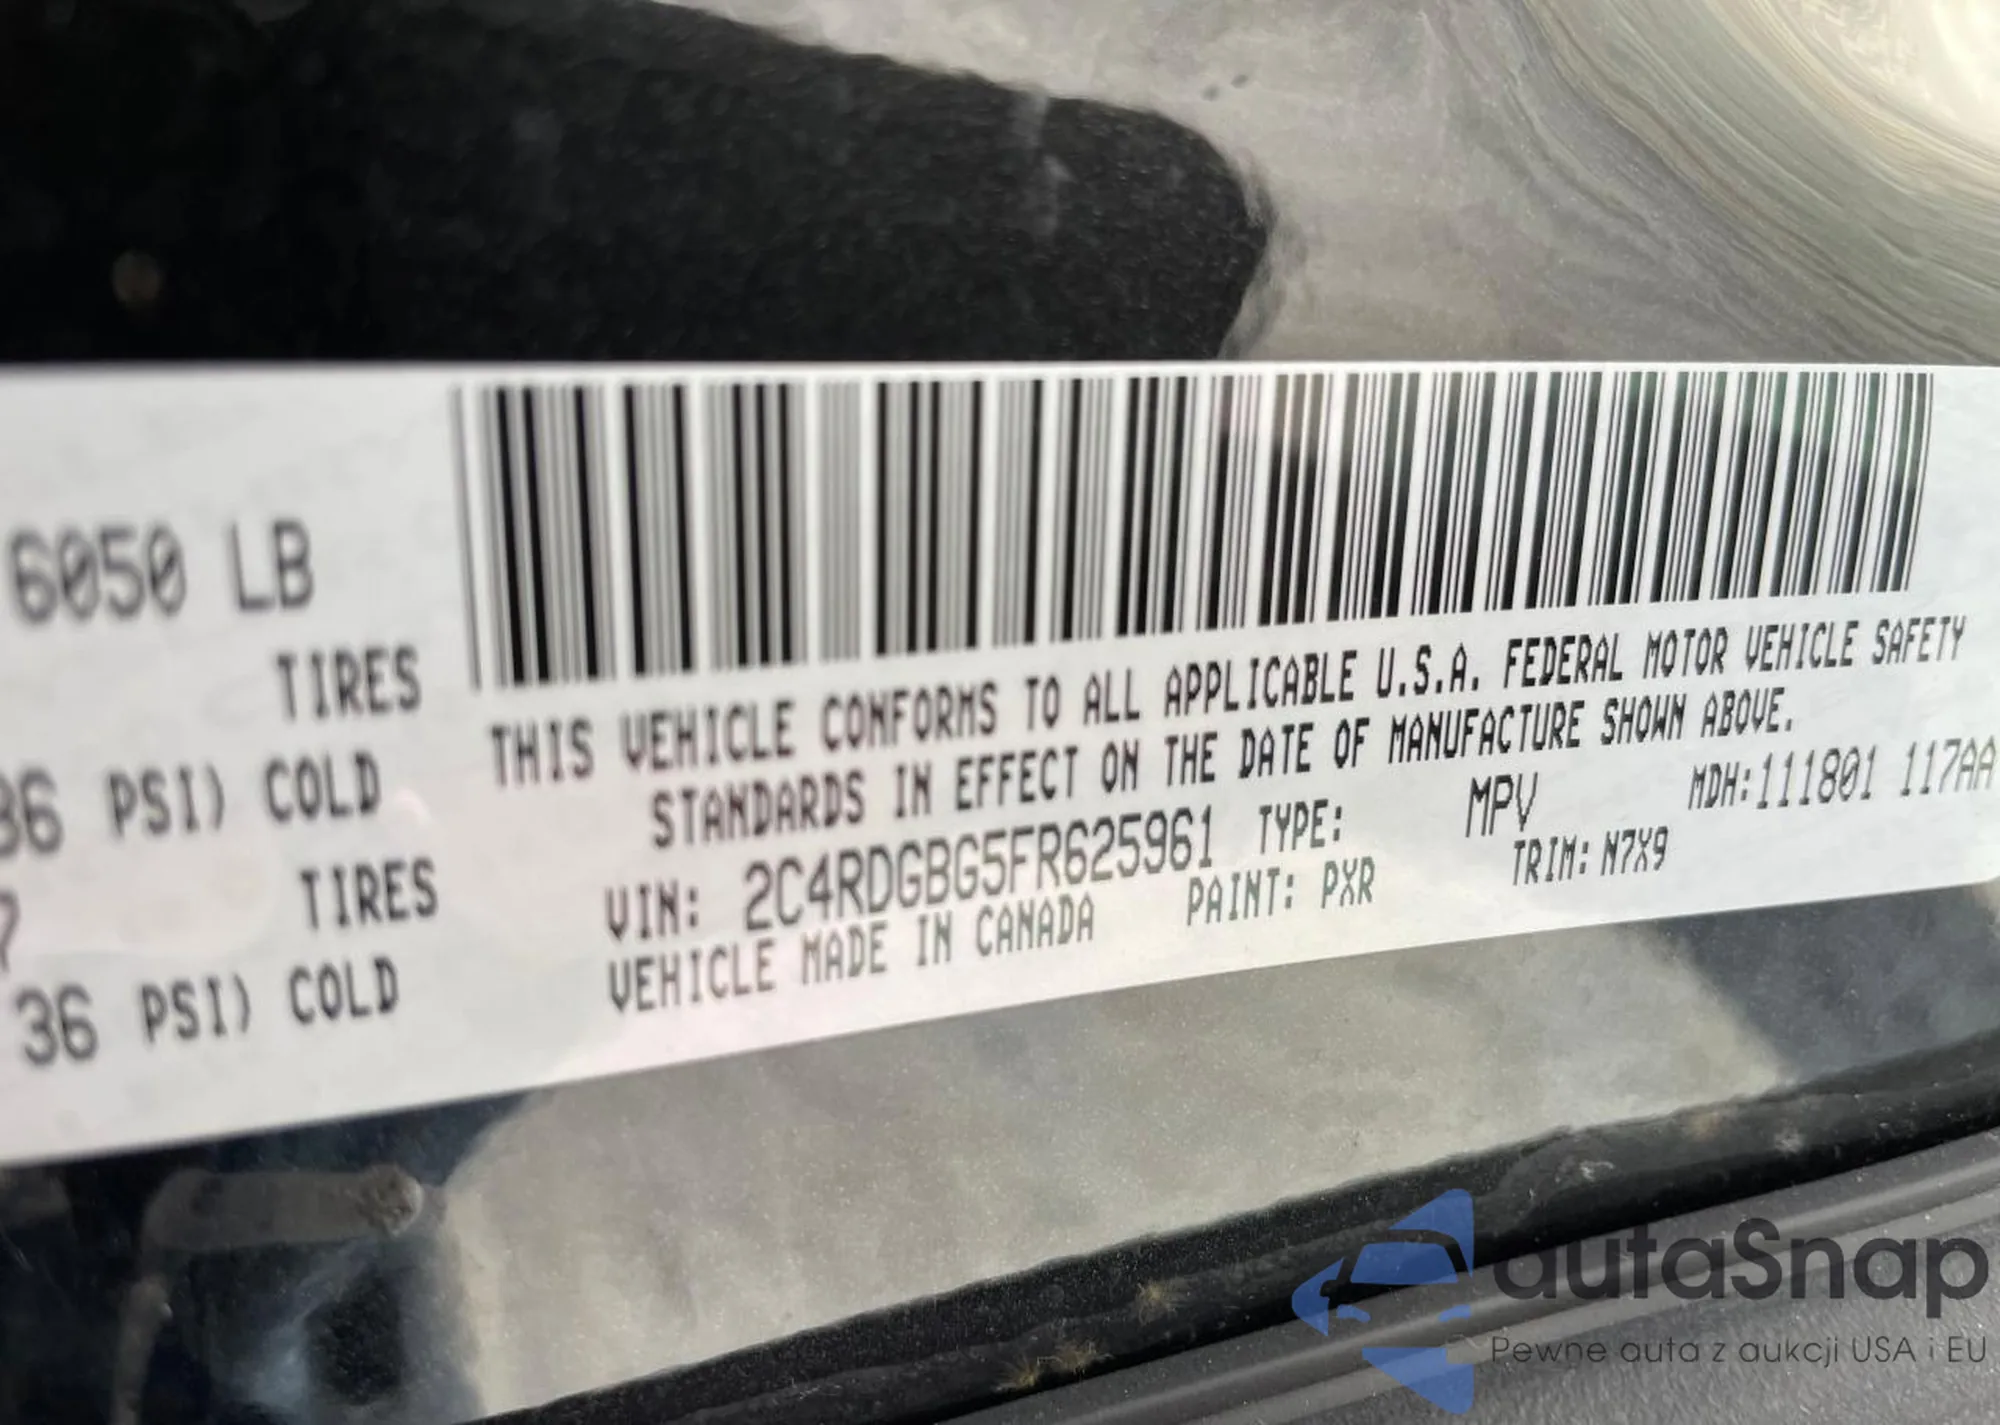 6050 LB
TIRES
36 PSI) COLD
7 TIRES
36 PSI) COLD
THIS VEHICLE CONFORMS TO ALL APPLICABLE U.S.A. FEDERAL MOTOR VEHICLE SAFETY
STANDARDS IN EFFECT ON THE DATE OF MANUFACTURE SHOWN ABOVE.
VIN: 2C4RDGBG5FR625961 TYPE: MPV MDH:111801 117AA
VEHICLE MADE IN CANADA PAINT: PXR TRIM: N7X9
autaSnap
Pewne auta z aukcji USA i EU